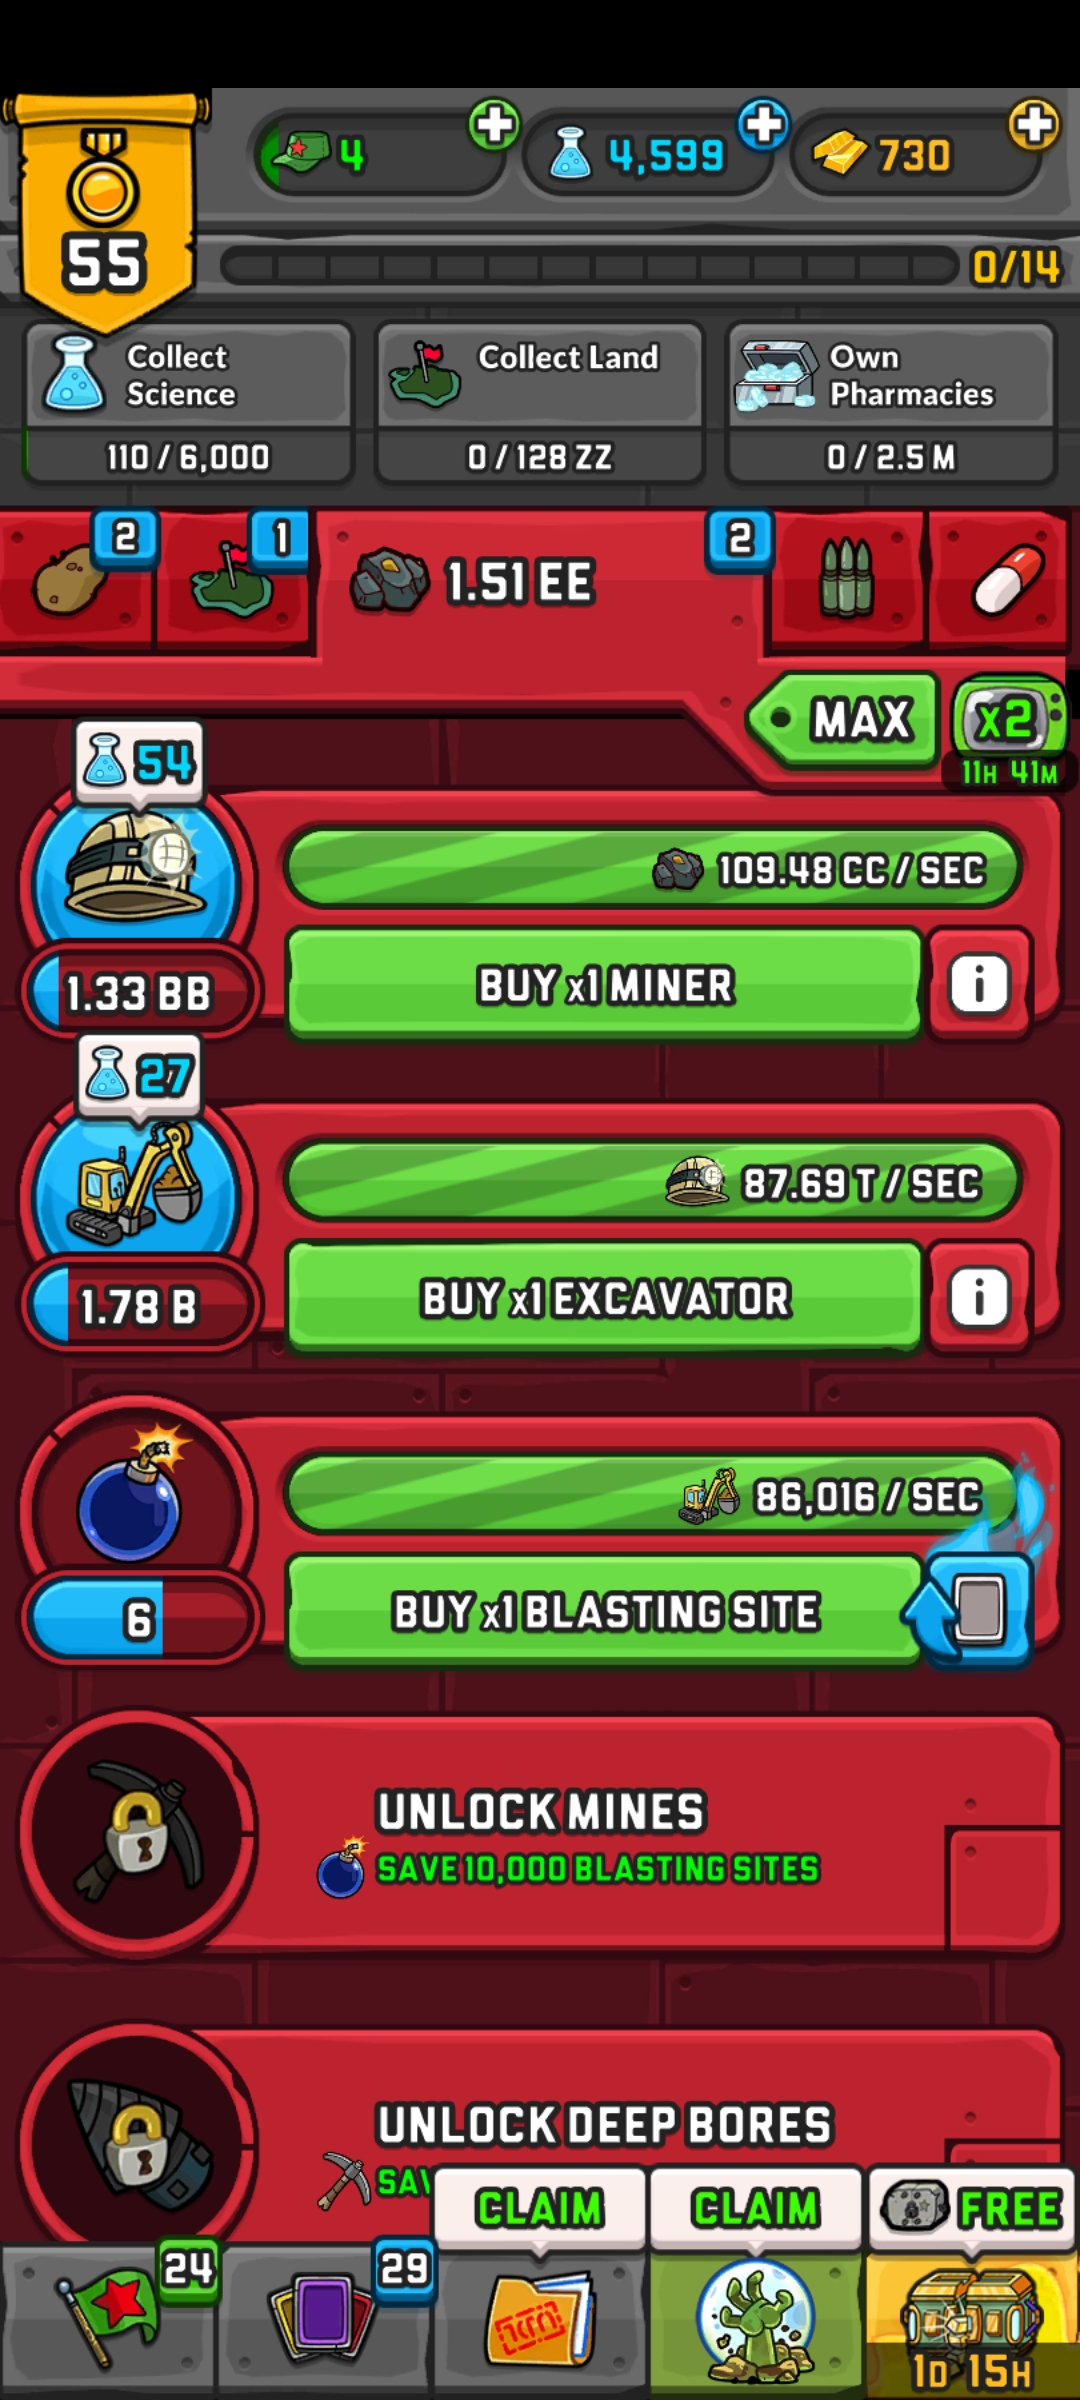 55
4
4,599
730
0/14
Collect
Science
110 / 6,000
Collect Land
0 / 128 ZZ
Own
Pharmacies
0 / 2.5 M
2
1
1.51 EE
2
MAX
x2
11H 41M
54
109.48 CC / SEC
1.33 BB
BUY x1 MINER
i
27
87.69 T / SEC
1.78 B
BUY x1 EXCAVATOR
i
86,016 / SEC
6
BUY x1 BLASTING SITE
UNLOCK MINES
SAVE 10,000 BLASTING SITES
UNLOCK DEEP BORES
CLAIM
CLAIM
FREE
24
29
1D 15H